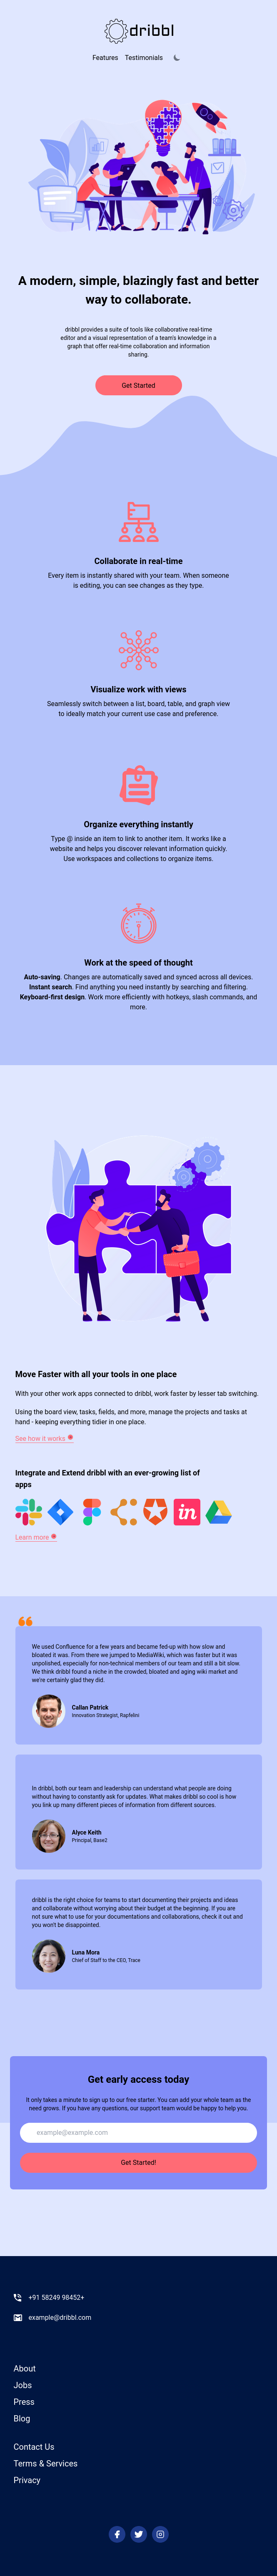 dribbl
Features Testimonials
A modern, simple, blazingly fast and better
way to collaborate.
dribbl provides a suite of tools like collaborative real-time
editor and a visual representation of a team's knowledge in a
graph that offer real-time collaboration and information
sharing.
Get Started
Collaborate in real-time
Every item is instantly shared with your team. When someone
is editing, you can see changes as they type.
Visualize work with views
Seamlessly switch between a list, board, table, and graph view
to ideally match your current use case and preference.
Organize everything instantly
Type @ inside an item to link to another item. It works like a
website and helps you discover relevant information quickly.
Use workspaces and collections to organize items.
Work at the speed of thought
Auto-saving. Changes are automatically saved and synced across all devices.
Instant search. Find anything you need instantly by searching and filtering.
Keyboard-first design. Work more efficiently with hotkeys, slash commands, and
more.
Move Faster with all your tools in one place
With your other work apps connected to dribbl, work faster by lesser tab switching.
Using the board view, tasks, fields, and more, manage the projects and tasks at
hand - keeping everything tidier in one place.
See how it works
Integrate and Extend dribbl with an ever-growing list of
apps
in
Learn more
We used Confluence for a few years and became fed-up with how slow and
bloated it was. From there we jumped to MediaWiki, which was faster but it was
unpolished, especially for non-technical members of our team and still a bit slow.
We think dribbl found a niche in the crowded, bloated and aging wiki market and
we're certainly glad they did.
Callan Patrick
Innovation Strategist, Rapfelini
In dribbl, both our team and leadership can understand what people are doing
without having to constantly ask for updates. What makes dribbl so cool is how
you link up many different pieces of information from different sources.
Alyce Keith
Principal, Base2
dribbl is the right choice for teams to start documenting their projects and ideas
and collaborate without worrying about their budget at the beginning. If you are
not sure what to use for your documentations and collaborations, check it out and
you won't be disappointed.
Luna Mora
Chief of Staff to the CEO, Trace
Get early access today
It only takes a minute to sign up to our free starter. You can add your whole team as the
need grows. If you have any questions, our support team would be happy to help you.
example@example.com
Get Started!
+91 58249 98452+
example@dribbl.com
About
Jobs
Press
Blog
Contact Us
Terms & Services
Privacy